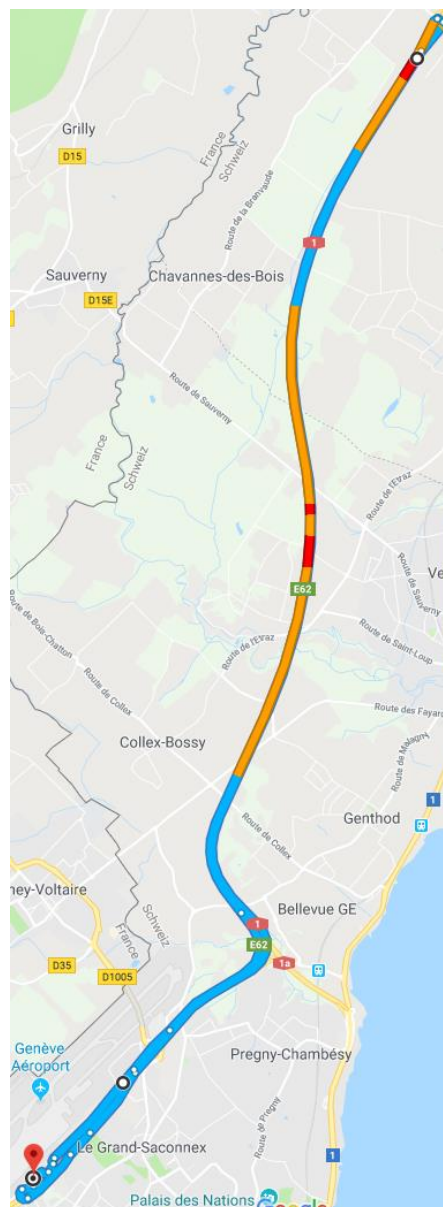 Grilly
D15
France
Schweiz
Route de la Branvaude
1
Sauverny
Chavannes-des-Bois
D15E
Route de Sauverny
France
Schweiz
Route de l'Etraz
Ve
Route de Sauverny
E62
Route de Bois-Chatton
Route de Saint-Loup
Route de l'Etraz
Route de Collex
Route des Fayard
Route de Malagny
Collex-Bossy
1
Genthod
Route de Collex
ney-Voltaire
Bellevue GE
Schweiz
France
1
E62
D35
1a
D1005
Genève
Aéroport
Pregny-Chambésy
Route de Pregny
Le Grand-Saconnex
1
Palais des Nations
Google